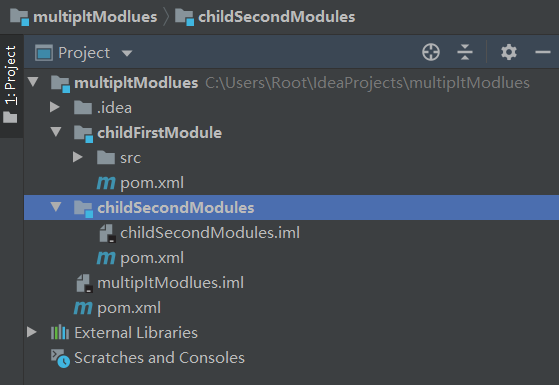 multipltModlues childSecondModules
1: Project
Project
multipltModlues C:\Users\Root\IdeaProjects\multipltModlues
.idea
childFirstModule
src
pom.xml
childSecondModules
childSecondModules.iml
pom.xml
multipltModlues.iml
pom.xml
External Libraries
Scratches and Consoles